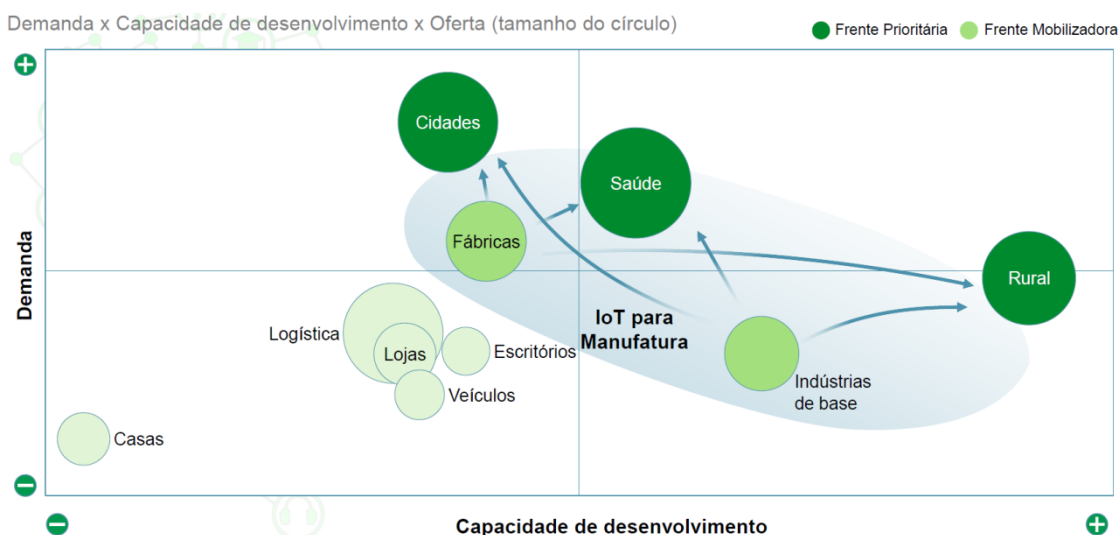 Demanda x Capacidade de desenvolvimento x Oferta (tamanho do círculo)
Frente Prioritária
Frente Mobilizadora
Cidades
Saúde
Fábricas
Rural
Demanda
IoT para
Manufatura
Logística
Lojas
Escritórios
Indústrias
de base
Veículos
Casas
Capacidade de desenvolvimento